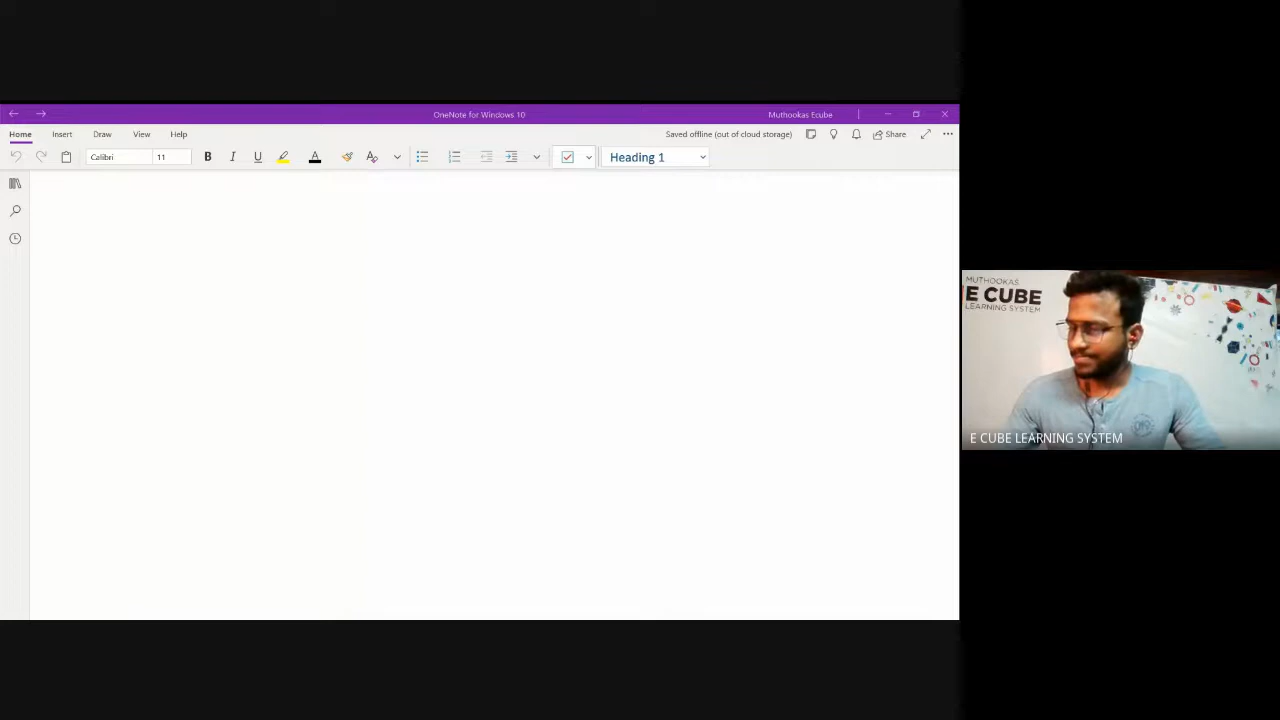 OneNote for Windows 10
Muthookas Ecube
Home Insert Draw View Help
Saved offline (out of cloud storage)
Share
Calibri 11 B I U A A Heading 1
MUTHOOKAS
E CUBE
LEARNING SYSTEM
E CUBE LEARNING SYSTEM